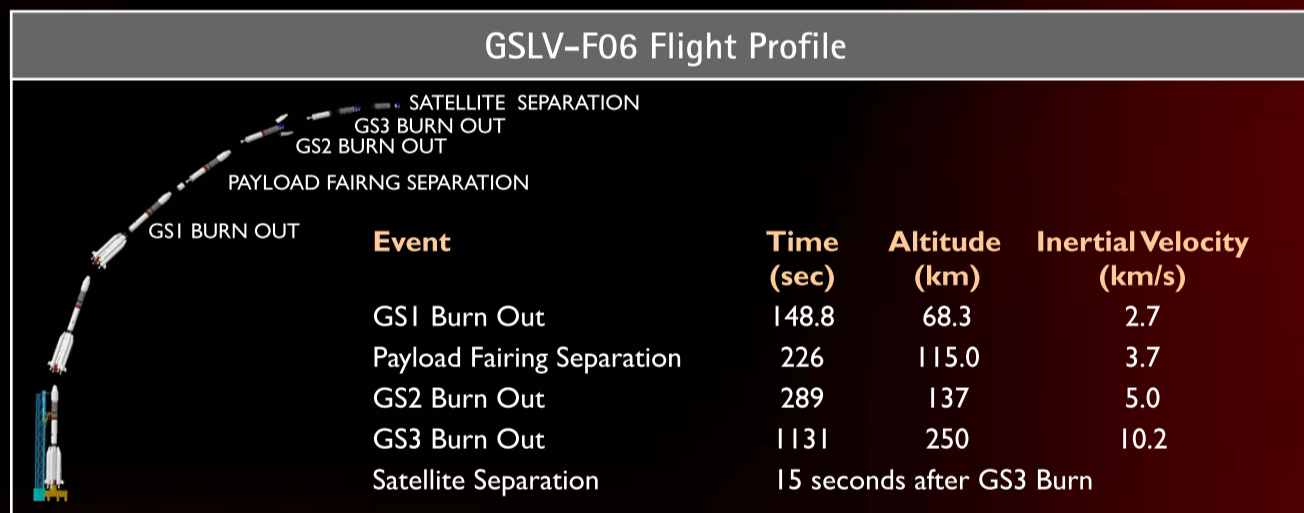 GSLV-F06 Flight Profile
SATELLITE SEPARATION
GS3 BURN OUT
GS2 BURN OUT
PAYLOAD FAIRNG SEPARATION
GS1 BURN OUT
Event Time Altitude Inertial Velocity
(sec) (km) (km/s)
GS1 Burn Out 148.8 68.3 2.7
Payload Fairing Separation 226 115.0 3.7
GS2 Burn Out 289 137 5.0
GS3 Burn Out 1131 250 10.2
Satellite Separation 15 seconds after GS3 Burn